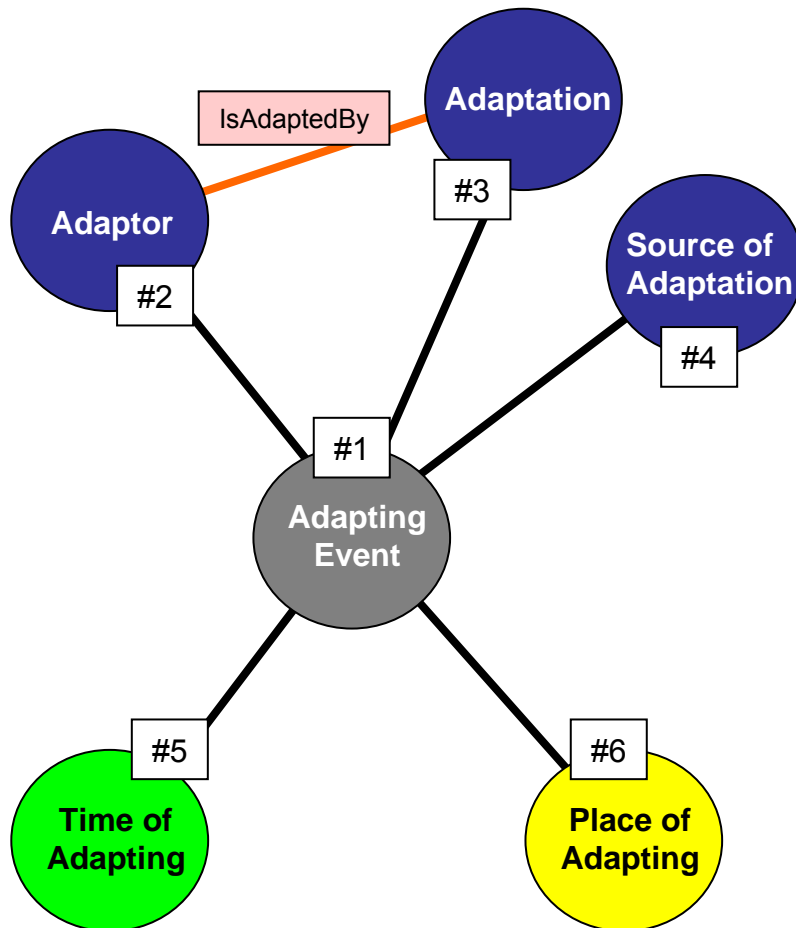 Adaptation
IsAdaptedBy
#3
Adaptor
#2
Source of
Adaptation
#4
#1
Adapting
Event
#5
Time of
Adapting
#6
Place of
Adapting